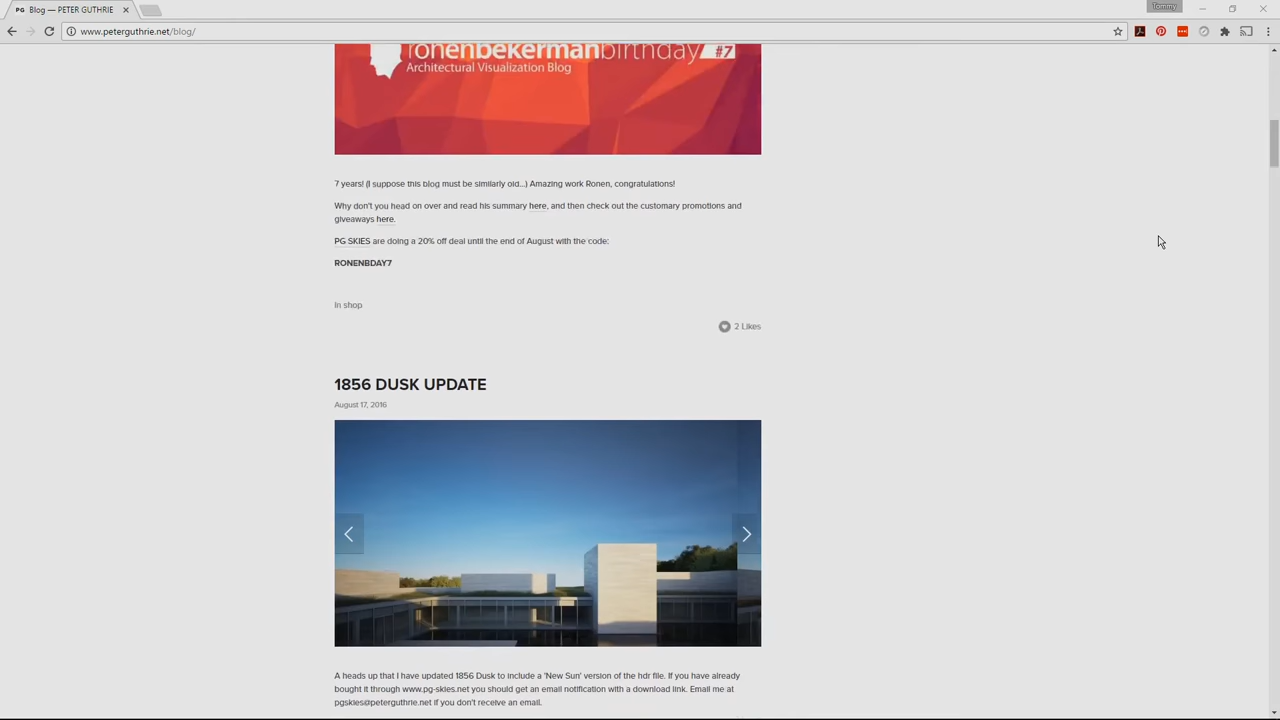 PG Blog — PETER GUTHRIE
Tommy
www.peterguthrie.net/blog/
ronenbekermanbirthday #7
Architectural Visualization Blog
7 years! (I suppose this blog must be similarly old...) Amazing work Ronen, congratulations!
Why don't you head on over and read his summary here, and then check out the customary promotions and
giveaways here.
PG SKIES are doing a 20% off deal until the end of August with the code:
RONENBDAY7
In shop
2 Likes
1856 DUSK UPDATE
August 17, 2016
A heads up that I have updated 1856 Dusk to include a 'New Sun' version of the hdr file. If you have already
bought it through www.pg-skies.net you should get an email notification with a download link. Email me at
pgskies@peterguthrie.net if you don't receive an email.